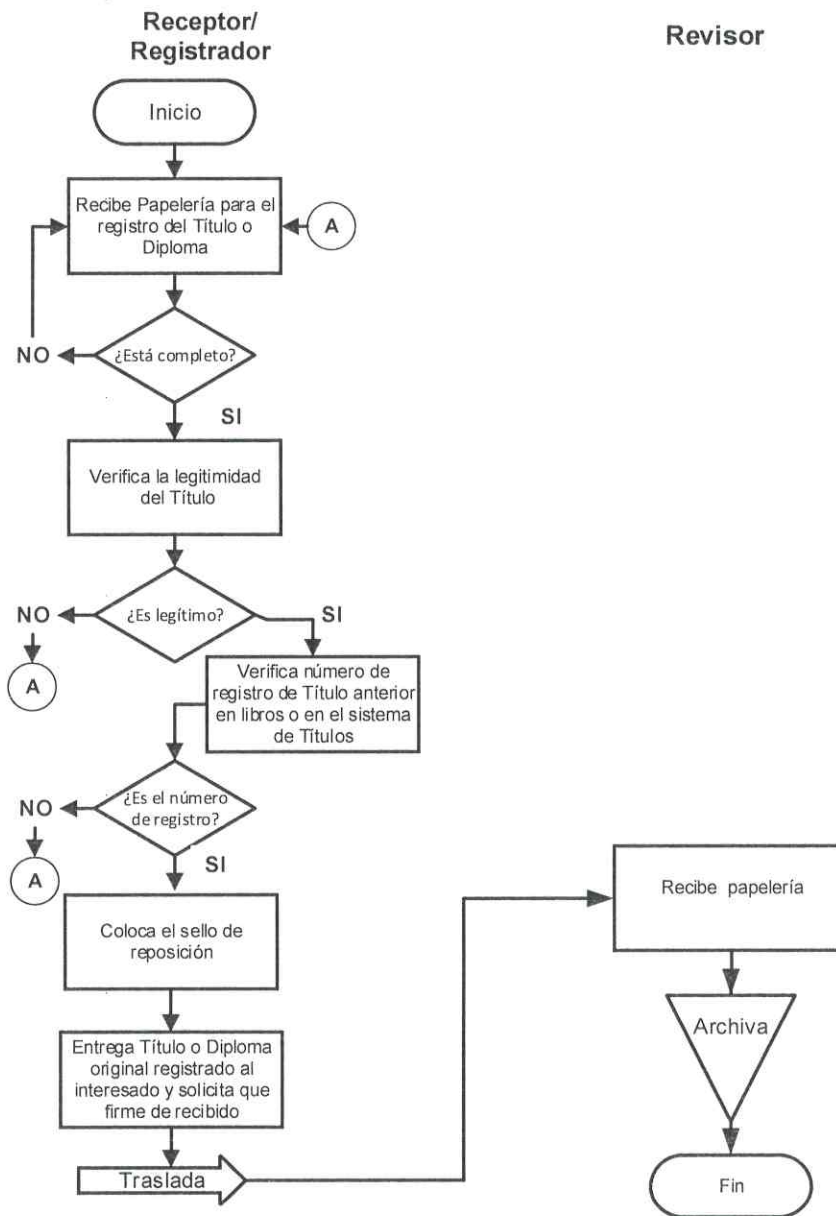 Receptor/
Registrador
Revisor
Inicio
Recibe Papelería para el
registro del Título o
Diploma
A
NO
¿Está completo?
SI
Verifica la legitimidad
del Título
NO
¿Es legítimo?
SI
A
Verifica número de
registro de Título anterior
en libros o en el sistema
de Títulos
NO
¿Es el número
de registro?
A
SI
Coloca el sello de
reposición
Recibe papelería
Archiva
Entrega Título o Diploma
original registrado al
interesado y solicita que
firme de recibido
Traslada
Fin